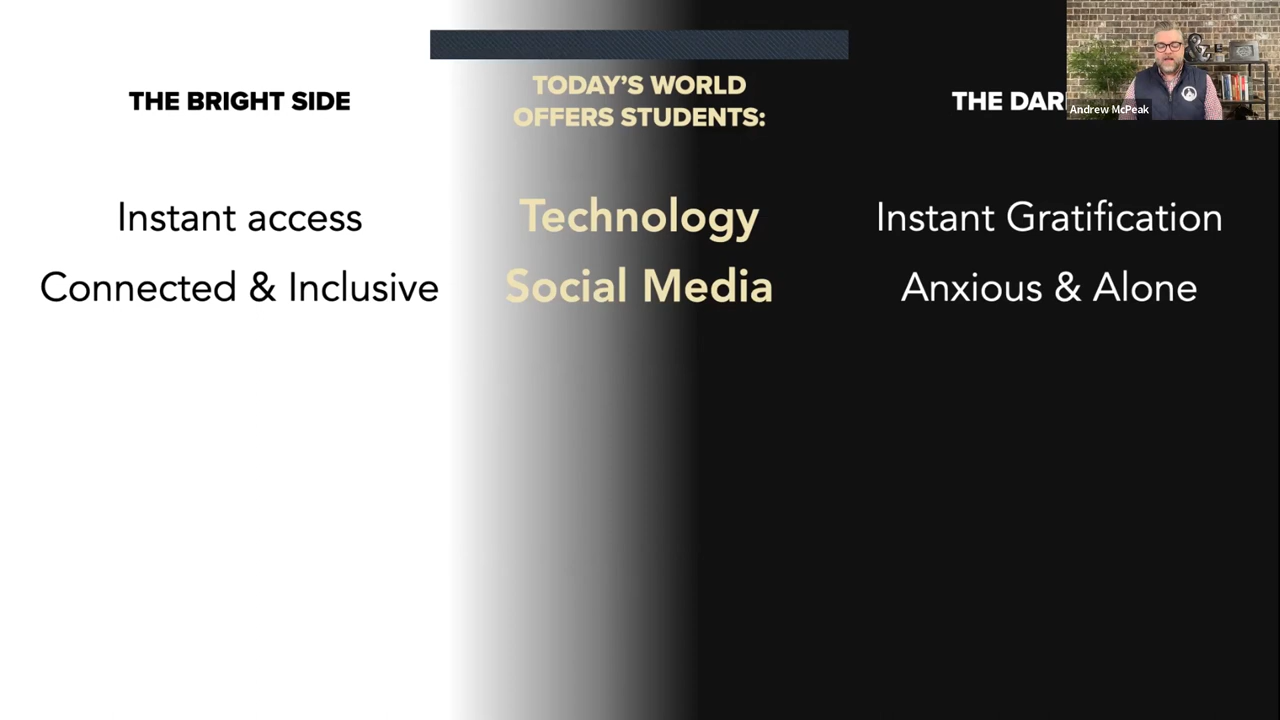 THE BRIGHT SIDE
TODAY'S WORLD
OFFERS STUDENTS:
THE DAR
Andrew McPeak
Instant access
Technology
Instant Gratification
Connected & Inclusive
Social Media
Anxious & Alone